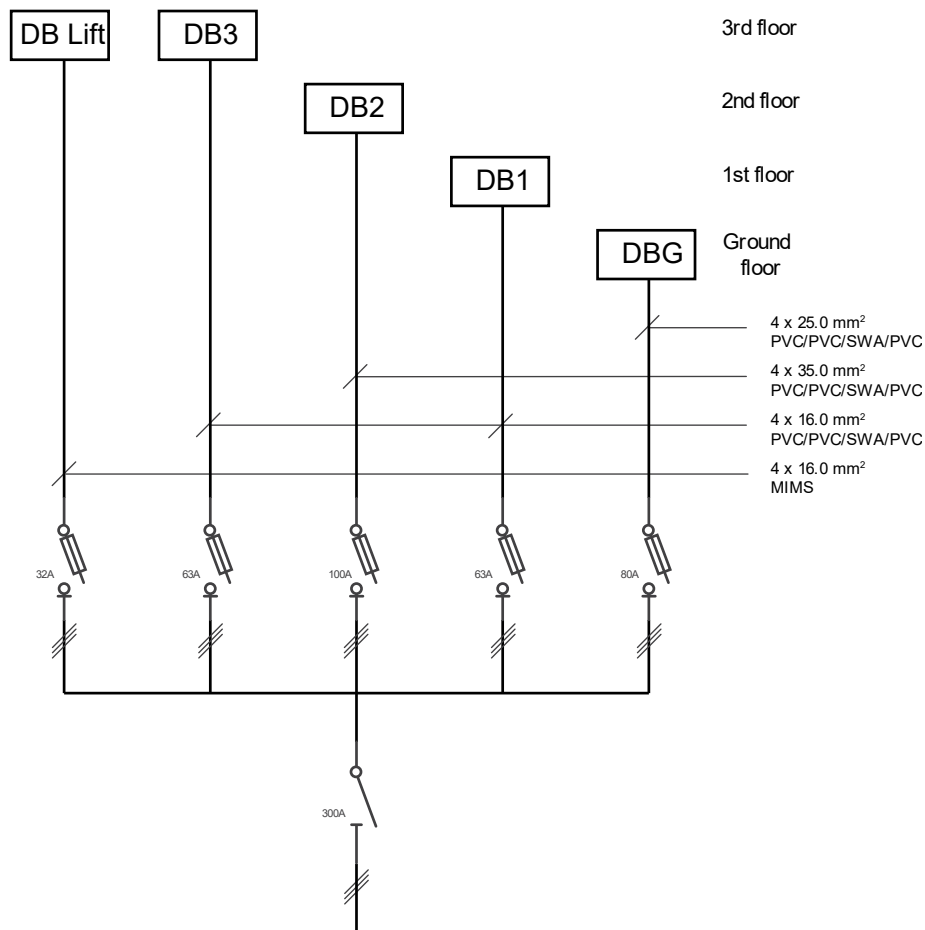 DB Lift
DB3
3rd floor
DB2
2nd floor
DB1
1st floor
DBG
Ground
floor
4 x 25.0 mm²
PVC/PVC/SWA/PVC
4 x 35.0 mm²
PVC/PVC/SWA/PVC
4 x 16.0 mm²
PVC/PVC/SWA/PVC
4 x 16.0 mm²
MIMS
32A
63A
100A
63A
80A
300A